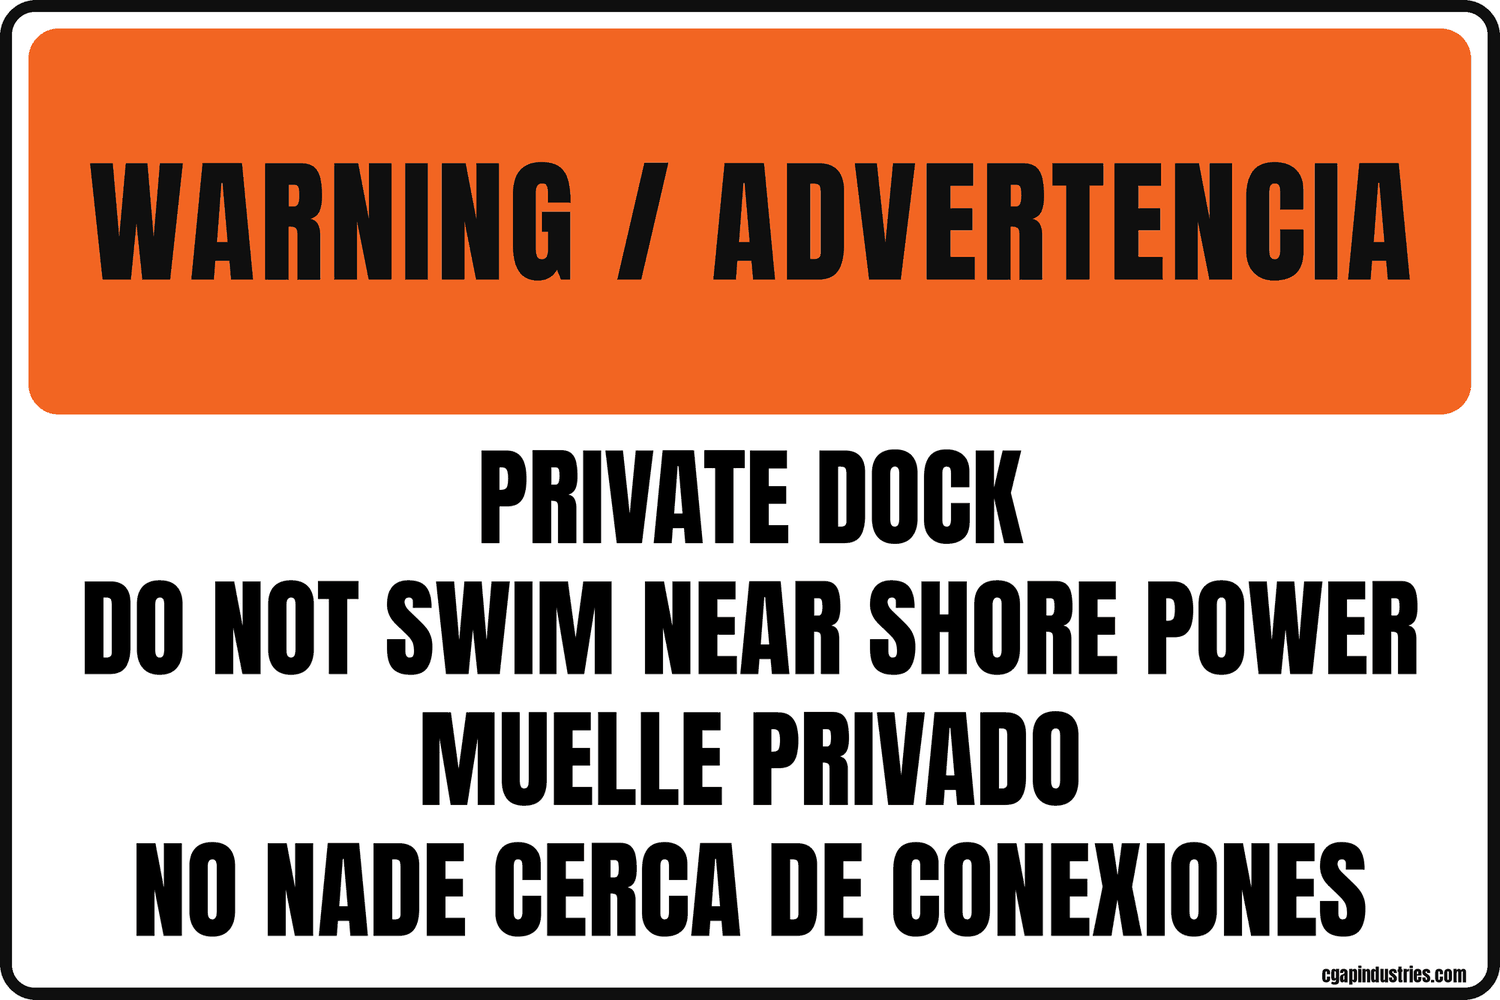 WARNING / ADVERTENCIA
PRIVATE DOCK
DO NOT SWIM NEAR SHORE POWER
MUELLE PRIVADO
NO NADE CERCA DE CONEXIONES
cgapindustries.com